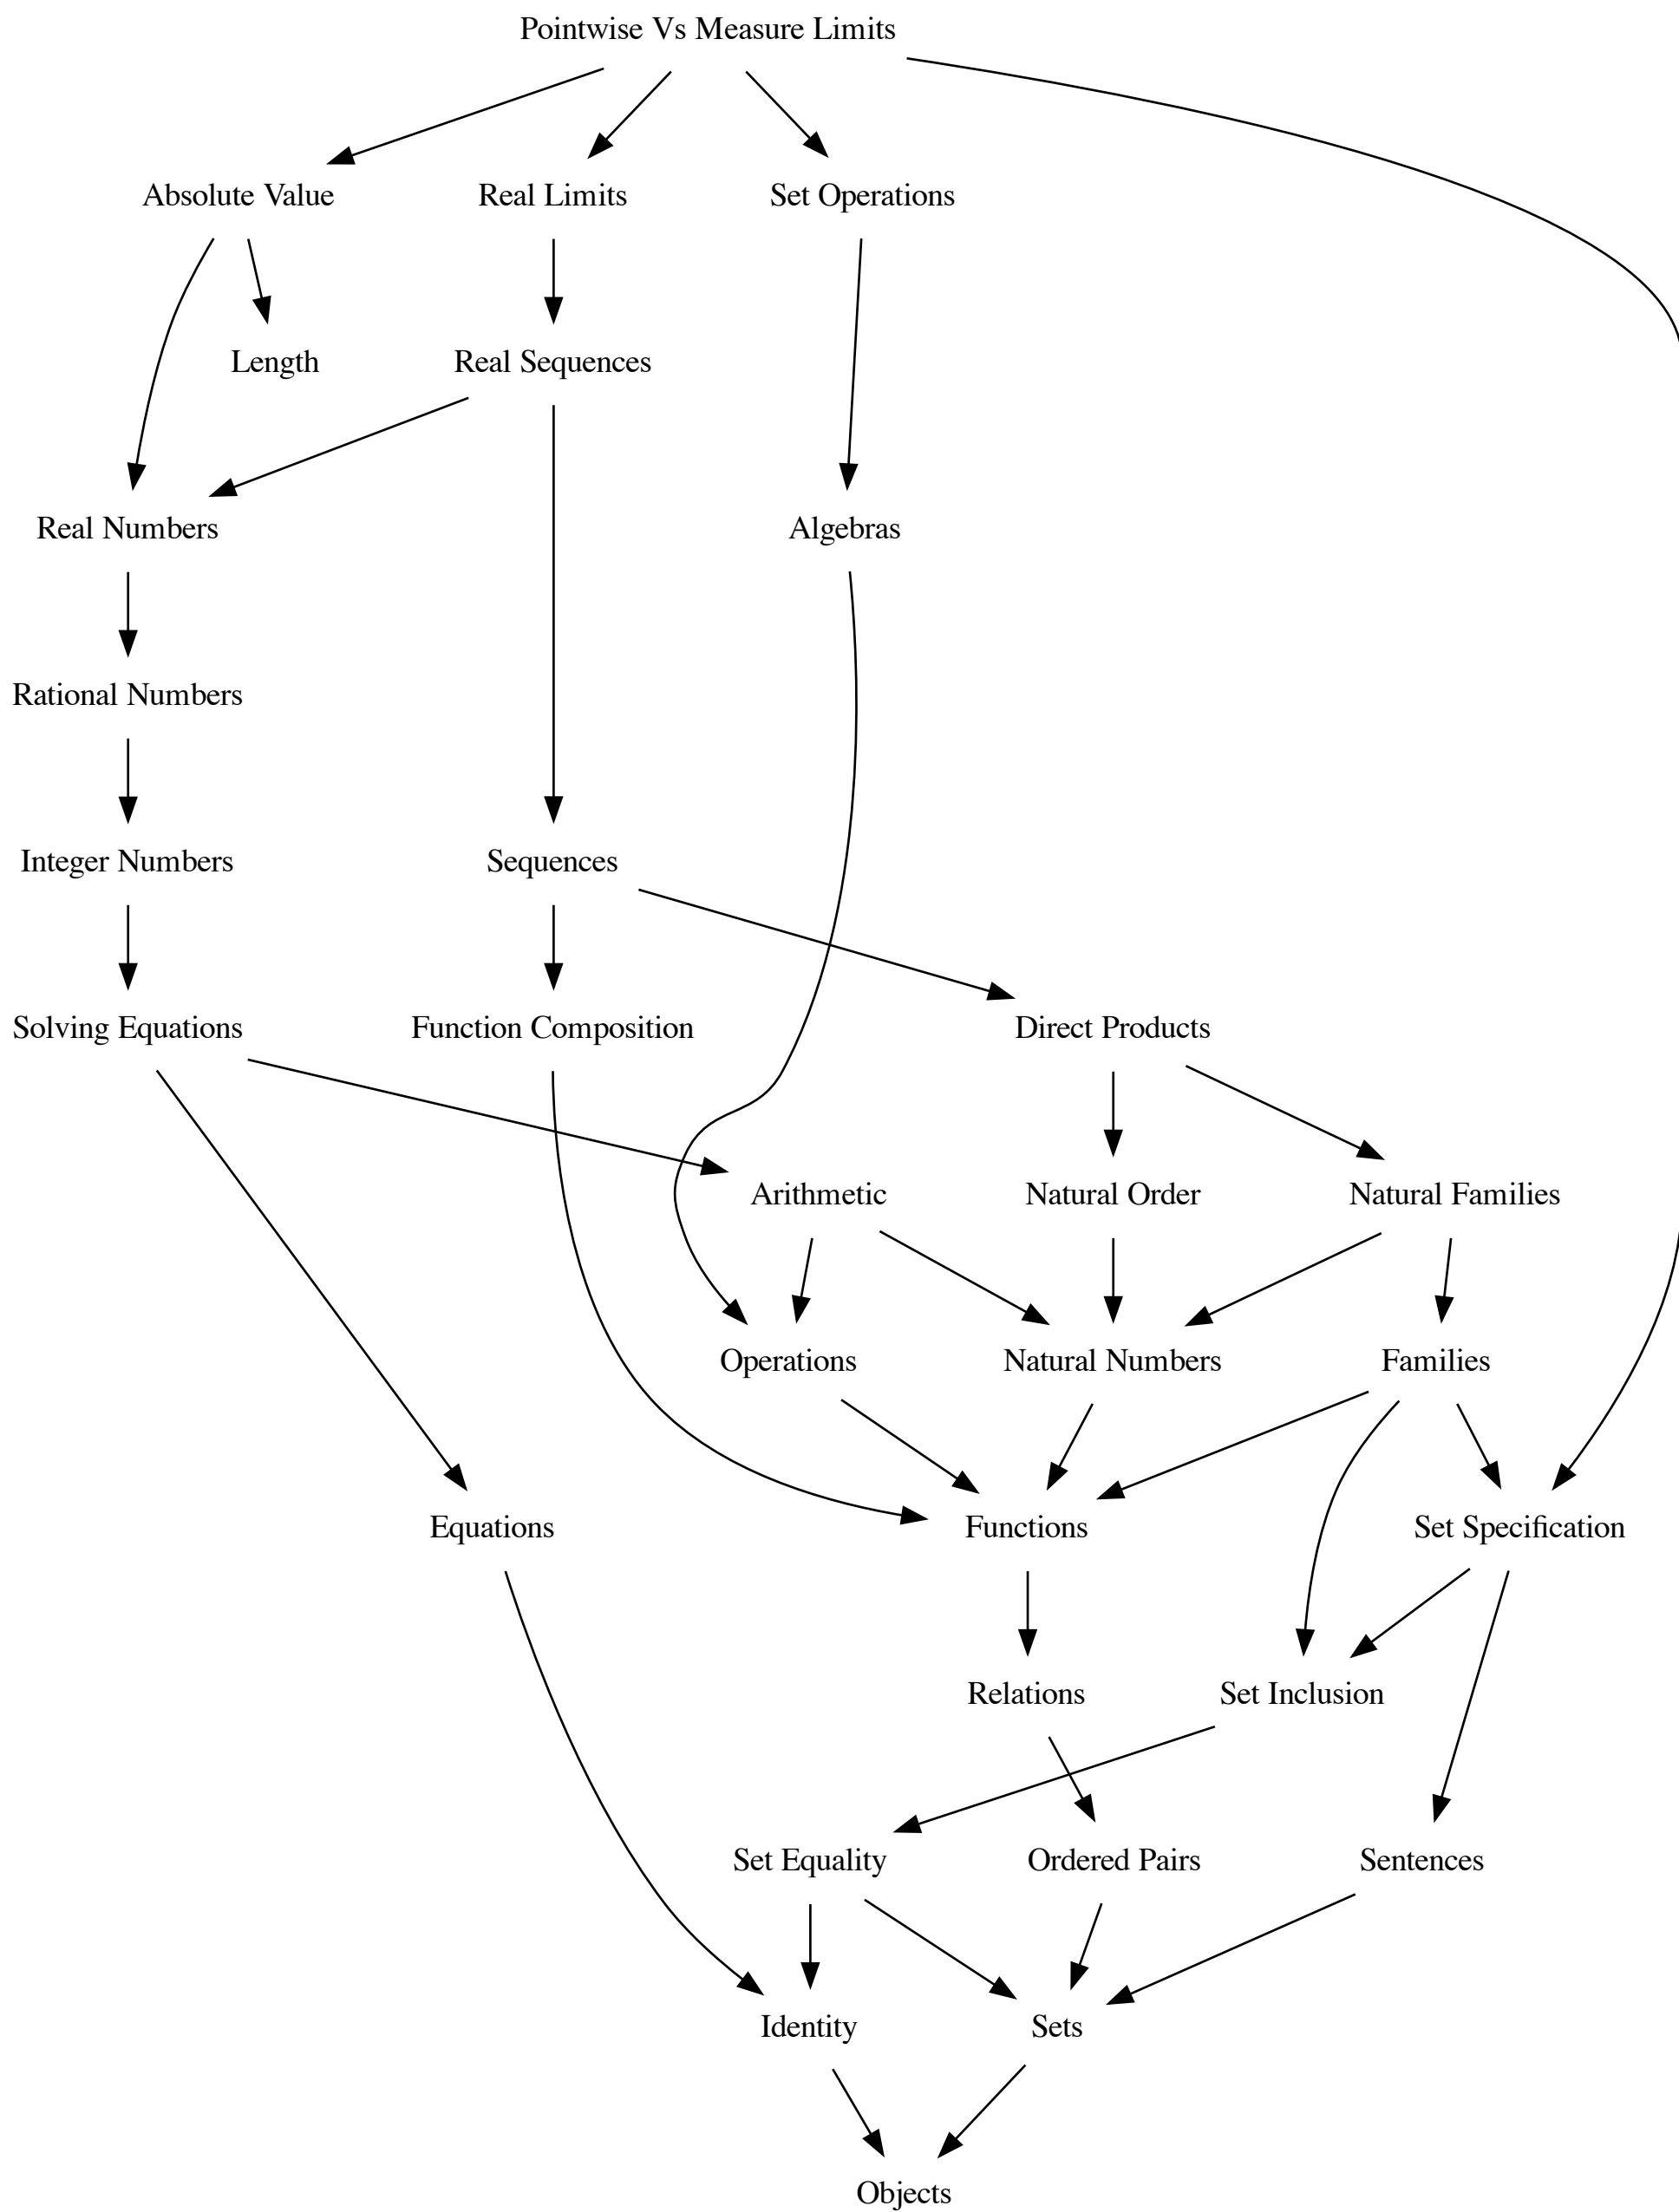 Pointwise Vs Measure Limits
Absolute Value
Real Limits
Set Operations
Length
Real Sequences
Real Numbers
Algebras
Rational Numbers
Integer Numbers
Sequences
Solving Equations
Function Composition
Direct Products
Arithmetic
Natural Order
Natural Families
Operations
Natural Numbers
Families
Equations
Functions
Set Specification
Relations
Set Inclusion
Set Equality
Ordered Pairs
Sentences
Identity
Sets
Objects